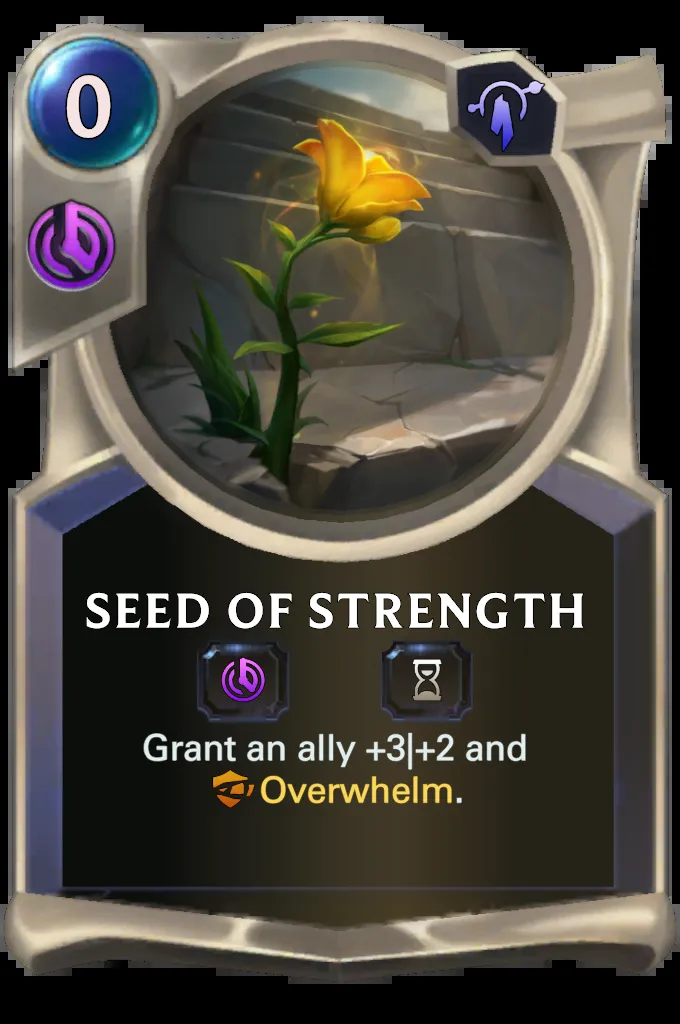 0
SEED OF STRENGTH
Grant an ally +3|+2 and
Overwhelm.